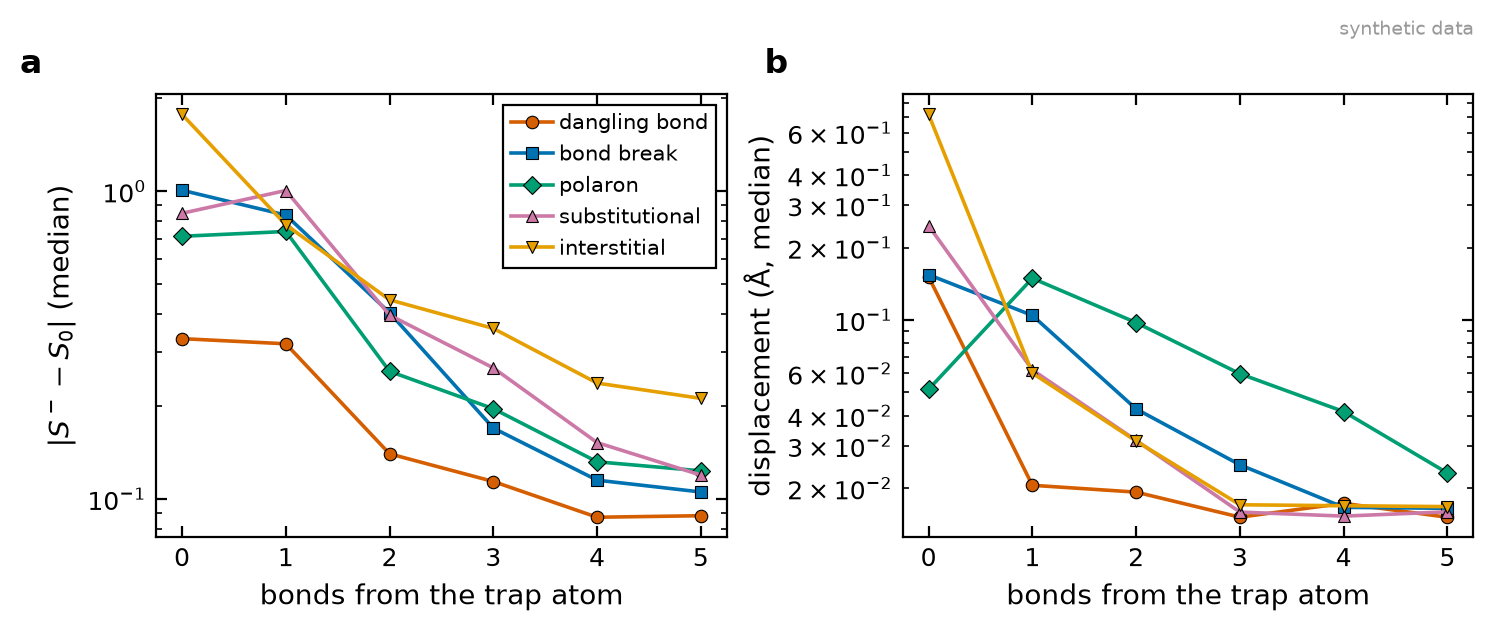 synthetic data
a
b
|S⁻ − S₀| (median)
10⁰
10⁻¹
dangling bond
bond break
polaron
substitutional
interstitial
0 1 2 3 4 5
bonds from the trap atom
displacement (Å, median)
6 × 10⁻¹
4 × 10⁻¹
3 × 10⁻¹
2 × 10⁻¹
10⁻¹
6 × 10⁻²
4 × 10⁻²
3 × 10⁻²
2 × 10⁻²
0 1 2 3 4 5
bonds from the trap atom